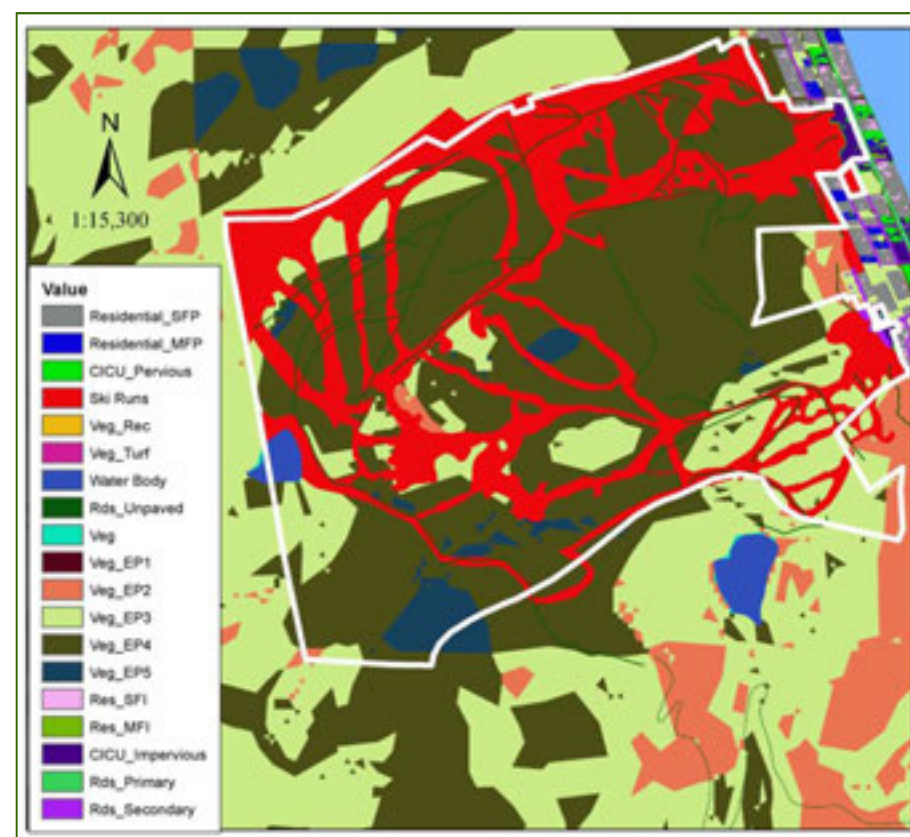 N
1:15,300
Value
Residential_SFP
Residential_MFP
CICU_Pervious
Ski Runs
Veg_Rec
Veg_Turf
Water Body
Rds_Unpaved
Veg
Veg_EP1
Veg_EP2
Veg_EP3
Veg_EP4
Veg_EP5
Res_SFI
Res_MFI
CICU_Impervious
Rds_Primary
Rds_Secondary